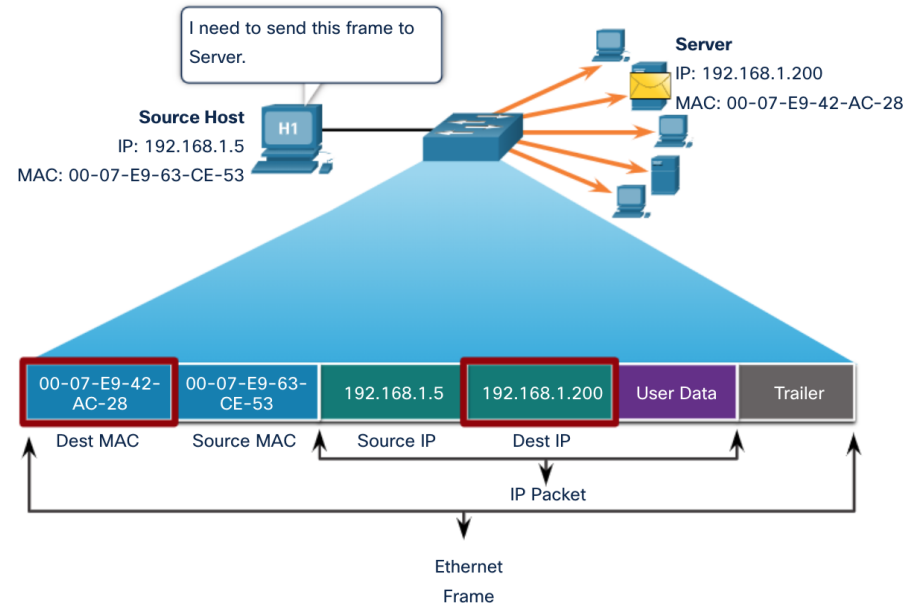 I need to send this frame to
Server.
Server
IP: 192.168.1.200
MAC: 00-07-E9-42-AC-28
Source Host
IP: 192.168.1.5
MAC: 00-07-E9-63-CE-53
H1
00-07-E9-42-
AC-28
00-07-E9-63-
CE-53
192.168.1.5
192.168.1.200
User Data
Trailer
Dest MAC
Source MAC
Source IP
Dest IP
IP Packet
Ethernet
Frame